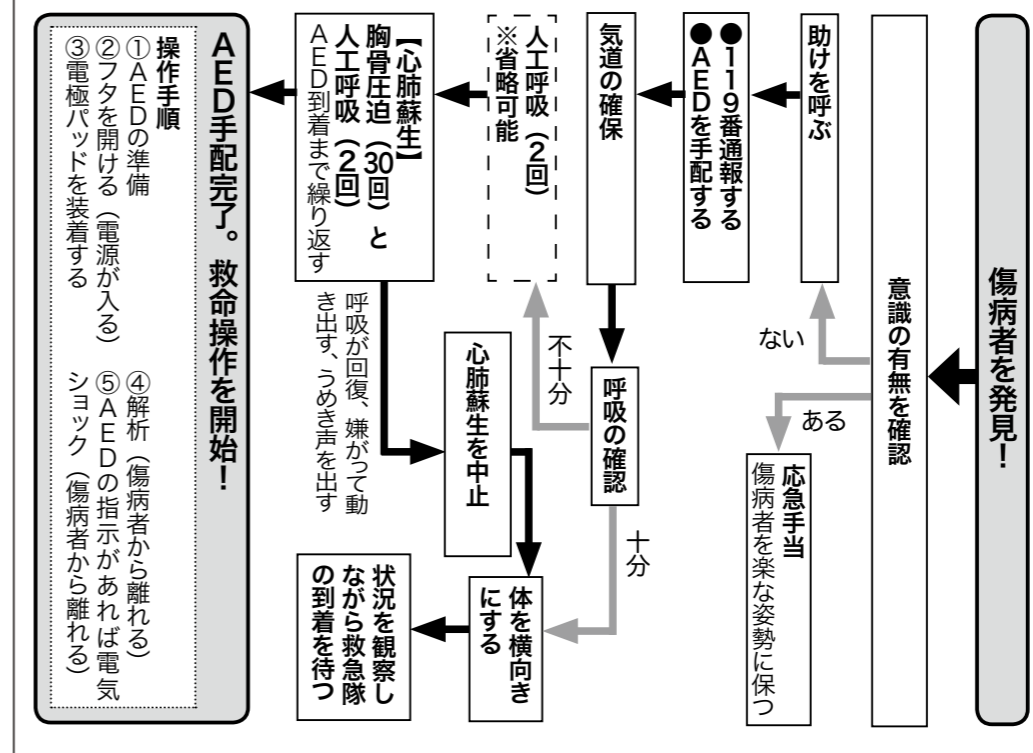 傷病者を発見！
意識の有無を確認
ない
ある
助けを呼ぶ
応急手当
傷病者を楽な姿勢に保つ
●119番通報する
●AEDを手配する
気道の確保
呼吸の確認
不十分
十分
人工呼吸（2回）
※省略可能
体を横向き
にする
【心肺蘇生】
胸骨圧迫（30回）と
人工呼吸（2回）
AED到着まで繰り返す
心肺蘇生を中止
呼吸が回復、嫌がって動
き出す、うめき声を出す
状況を観察し
ながら救急隊
の到着を待つ
AED手配完了。救命操作を開始！
操作手順
①AEDの準備
②フタを開ける（電源が入る）
③電極パッドを装着する
④解析（傷病者から離れる）
⑤AEDの指示があれば電気
ショック（傷病者から離れる）